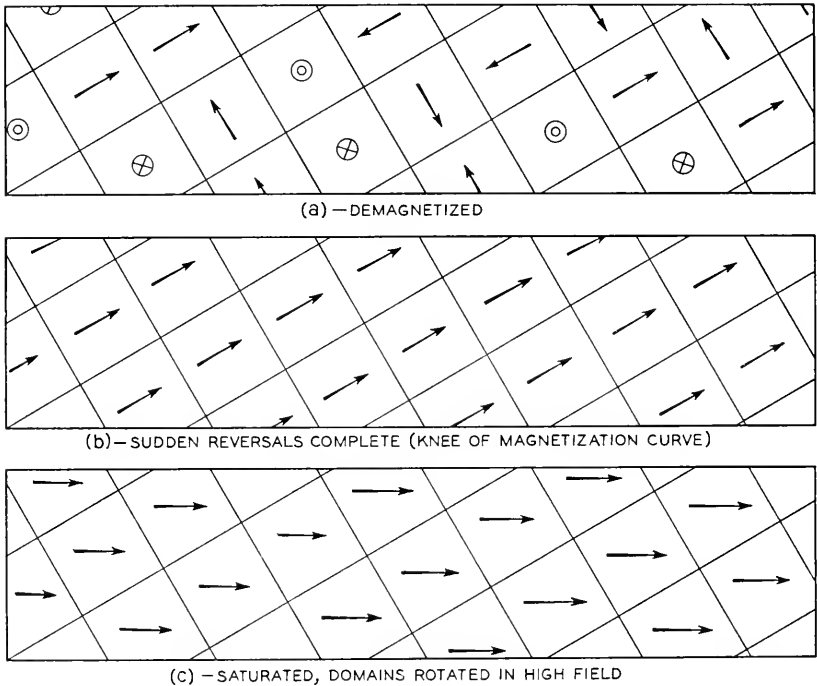 (a) — DEMAGNETIZED
(b) — SUDDEN REVERSALS COMPLETE (KNEE OF MAGNETIZATION CURVE)
(c) — SATURATED, DOMAINS ROTATED IN HIGH FIELD